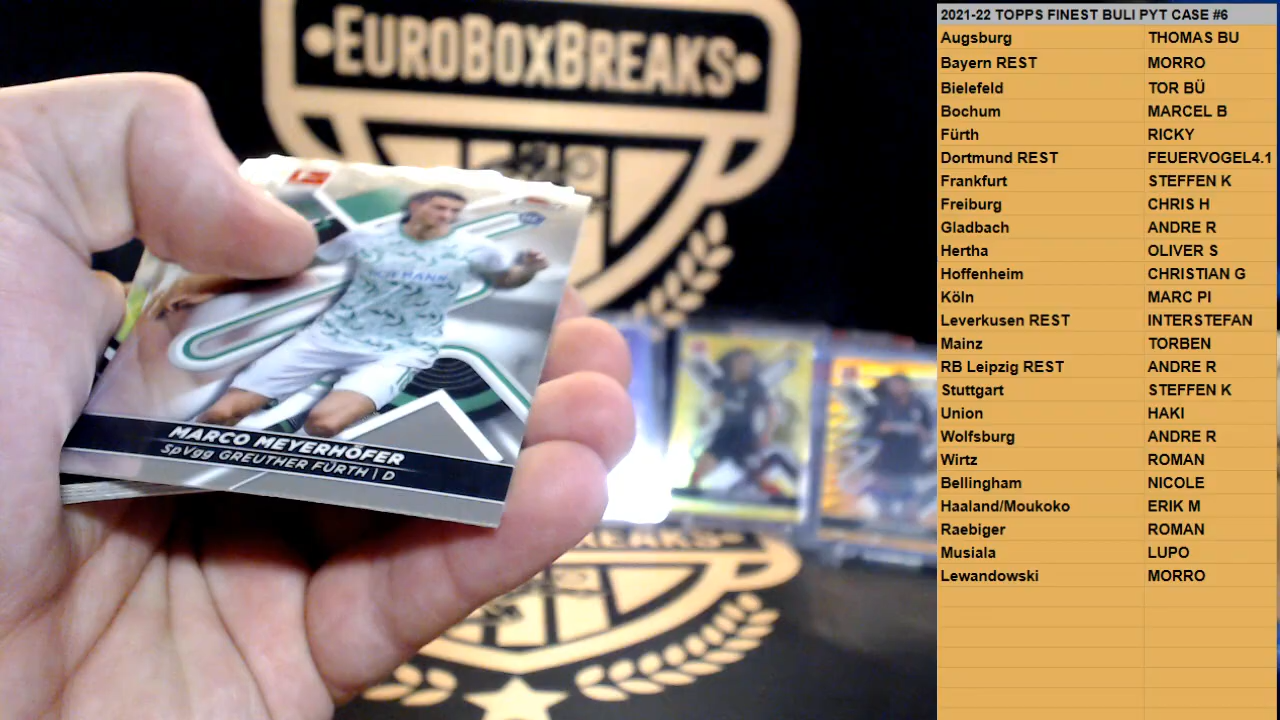 •EUROBOXBREAKS•
MARCO MEYERHÖFER
SpVgg GREUTHER FÜRTH | D
BREAKS•
2021-22 TOPPS FINEST BULI PYT CASE #6
Augsburg THOMAS BU
Bayern REST MORRO
Bielefeld TOR BÜ
Bochum MARCEL B
Fürth RICKY
Dortmund REST FEUERVOGEL4.1
Frankfurt STEFFEN K
Freiburg CHRIS H
Gladbach ANDRE R
Hertha OLIVER S
Hoffenheim CHRISTIAN G
Köln MARC PI
Leverkusen REST INTERSTEFAN
Mainz TORBEN
RB Leipzig REST ANDRE R
Stuttgart STEFFEN K
Union HAKI
Wolfsburg ANDRE R
Wirtz ROMAN
Bellingham NICOLE
Haaland/Moukoko ERIK M
Raebiger ROMAN
Musiala LUPO
Lewandowski MORRO